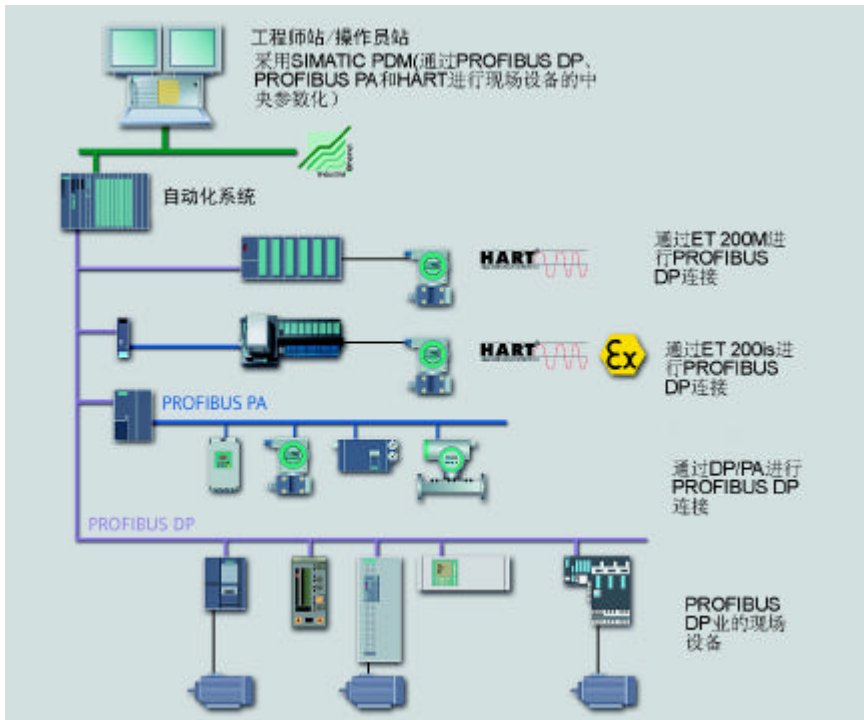 工程师站/操作员站
采用SIMATIC PDM(通过PROFIBUS DP、
PROFIBUS PA和HART进行现场设备的中
央参数化)
自动化系统
HART
通过ET 200M进
行PROFIBUS
DP连接
HART
Ex
通过ET 200is进
行PROFIBUS
DP连接
PROFIBUS PA
通过DP/PA进行
PROFIBUS DP
连接
PROFIBUS DP
PROFIBUS
DP业的现场
设备